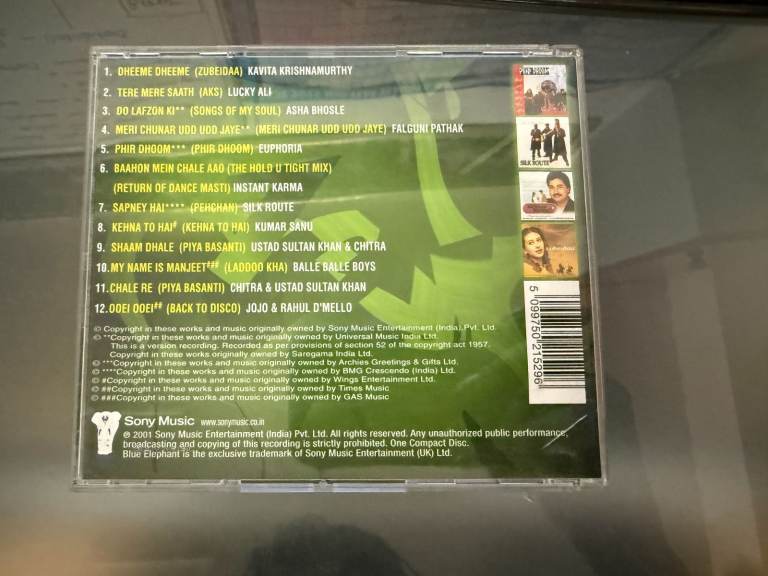 1. DHEEME DHEEME (ZUBEIDAA) KAVITA KRISHNAMURTHY
2. TERE MERE SAATH (AKS) LUCKY ALI
3. DO LAFZON KI** (SONGS OF MY SOUL) ASHA BHOSLE
4. MERI CHUNAR UDD UDD JAYE** (MERI CHUNAR UDD UDD JAYE) FALGUNI PATHAK
5. PHIR DHOOM*** (PHIR DHOOM) EUPHORIA
6. BAAHON MEIN CHALE AAO (THE HOLD U TIGHT MIX)
(RETURN OF DANCE MASTI) INSTANT KARMA
7. SAPNEY HAI**** (PEHCHAN) SILK ROUTE
8. KEHNA TO HAI# (KEHNA TO HAI) KUMAR SANU
9. SHAAM DHALE (PIYA BASANTI) USTAD SULTAN KHAN & CHITRA
10. MY NAME IS MANJEET### (LADDOO KHA) BALLE BALLE BOYS
11. CHALE RE (PIYA BASANTI) CHITRA & USTAD SULTAN KHAN
12. OOEI OOEI## (BACK TO DISCO) JOJO & RAHUL D'MELLO
© Copyright in these works and music originally owned by Sony Music Entertainment (India) Pvt. Ltd.
© **Copyright in these works and music originally owned by Universal Music India Ltd.
This is a version recording. Recorded as per provisions of section 52 of the copyright act 1957.
Copyright in these works and music originally owned by Saregama India Ltd.
© ***Copyright in these works and music originally owned by Archies Greetings & Gifts Ltd.
© ****Copyright in these works and music originally owned by BMG Crescendo (India) Ltd.
© #Copyright in these works and music originally owned by Wings Entertainment Ltd.
© ##Copyright in these works and music originally owned by Times Music
© ###Copyright in these works and music originally owned by GAS Music
Sony Music www.sonymusic.co.in
℗ 2001 Sony Music Entertainment (India) Pvt. Ltd. All rights reserved. Any unauthorized public performance,
broadcasting and copying of this recording is strictly prohibited. One Compact Disc.
Blue Elephant is the exclusive trademark of Sony Music Entertainment (UK) Ltd.
PHIR DHOOM
SILK ROUTE
5 099750 215296